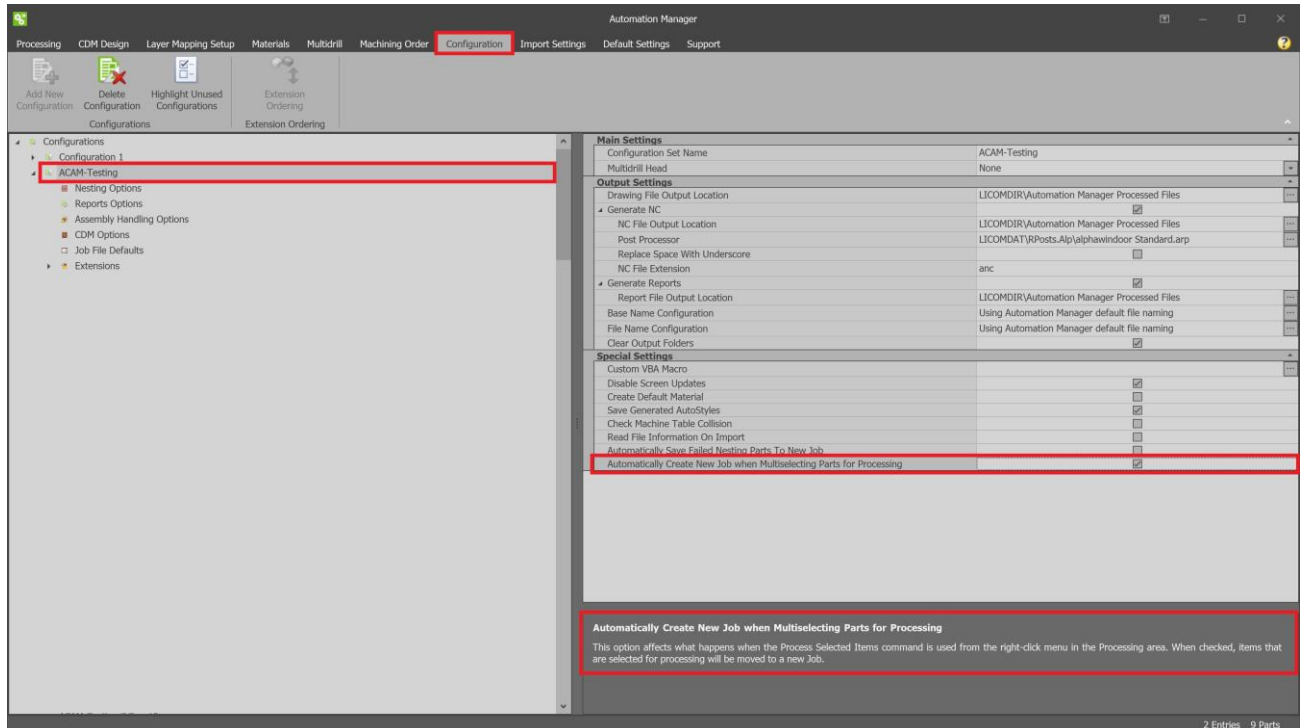 Automation Manager
Processing CDM Design Layer Mapping Setup Materials Multidrill Machining Order Configuration Import Settings Default Settings Support
Add New Configuration
Delete Configuration
Highlight Unused Configurations
Extension Ordering
Configurations
Extension Ordering
Configurations
Configuration 1
ACAM-Testing
Nesting Options
Reports Options
Assembly Handling Options
CDM Options
Job File Defaults
Extensions
Main Settings
Configuration Set Name ACAM-Testing
Multidrill Head None
Output Settings
Drawing File Output Location LICOMDIR\Automation Manager Processed Files
Generate NC
NC File Output Location LICOMDIR\Automation Manager Processed Files
Post Processor LICOMDAT\RPosts.Alp\alphawindoor Standard.arp
Replace Space With Underscore
NC File Extension anc
Generate Reports
Report File Output Location LICOMDIR\Automation Manager Processed Files
Base Name Configuration Using Automation Manager default file naming
File Name Configuration Using Automation Manager default file naming
Clear Output Folders
Special Settings
Custom VBA Macro
Disable Screen Updates
Create Default Material
Save Generated AutoStyles
Check Machine Table Collision
Read File Information On Import
Automatically Save Failed Nesting Parts To New Job
Automatically Create New Job when Multiselecting Parts for Processing
Automatically Create New Job when Multiselecting Parts for Processing
This option affects what happens when the Process Selected Items command is used from the right-click menu in the Processing area. When checked, items that
are selected for processing will be moved to a new Job.
2 Entries 9 Parts